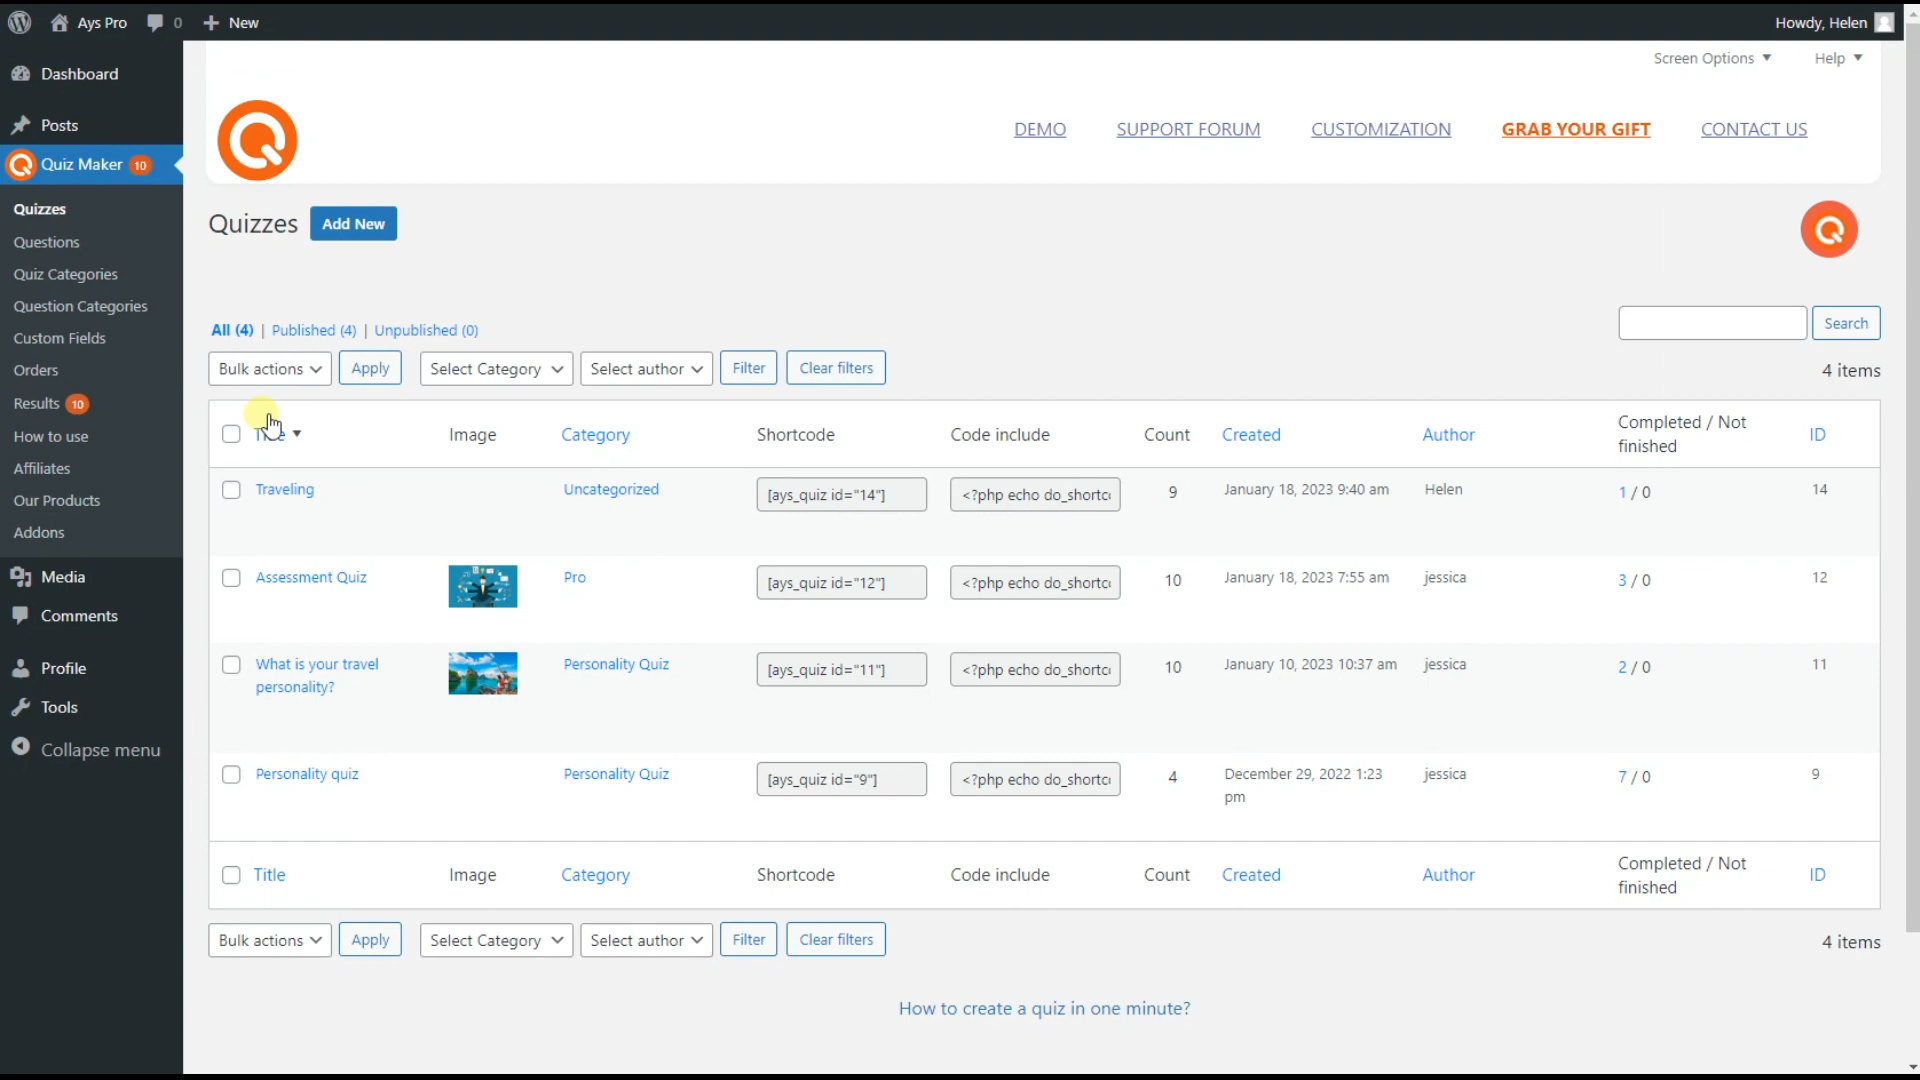 Ays Pro 0 New Howdy, Helen
Screen Options Help
Dashboard
Posts
Quiz Maker 10
Quizzes
Questions
Quiz Categories
Question Categories
Custom Fields
Orders
Results 10
How to use
Affiliates
Our Products
Addons
Media
Comments
Profile
Tools
Collapse menu
DEMO SUPPORT FORUM CUSTOMIZATION GRAB YOUR GIFT CONTACT US
Quizzes Add New
All (4) | Published (4) | Unpublished (0)
Search
Bulk actions Apply Select Category Select author Filter Clear filters 4 items
Image Category Shortcode Code include Count Created Author Completed / Not
finished ID
Traveling Uncategorized [ays_quiz id="14"] <?php echo do_shortc 9 January 18, 2023 9:40 am Helen 1 / 0 14
Assessment Quiz Pro [ays_quiz id="12"] <?php echo do_shortc 10 January 18, 2023 7:55 am jessica 3 / 0 12
What is your travel
personality? Personality Quiz [ays_quiz id="11"] <?php echo do_shortc 10 January 10, 2023 10:37 am jessica 2 / 0 11
Personality quiz Personality Quiz [ays_quiz id="9"] <?php echo do_shortc 4 December 29, 2022 1:23
pm jessica 7 / 0 9
Title Image Category Shortcode Code include Count Created Author Completed / Not
finished ID
Bulk actions Apply Select Category Select author Filter Clear filters 4 items
How to create a quiz in one minute?